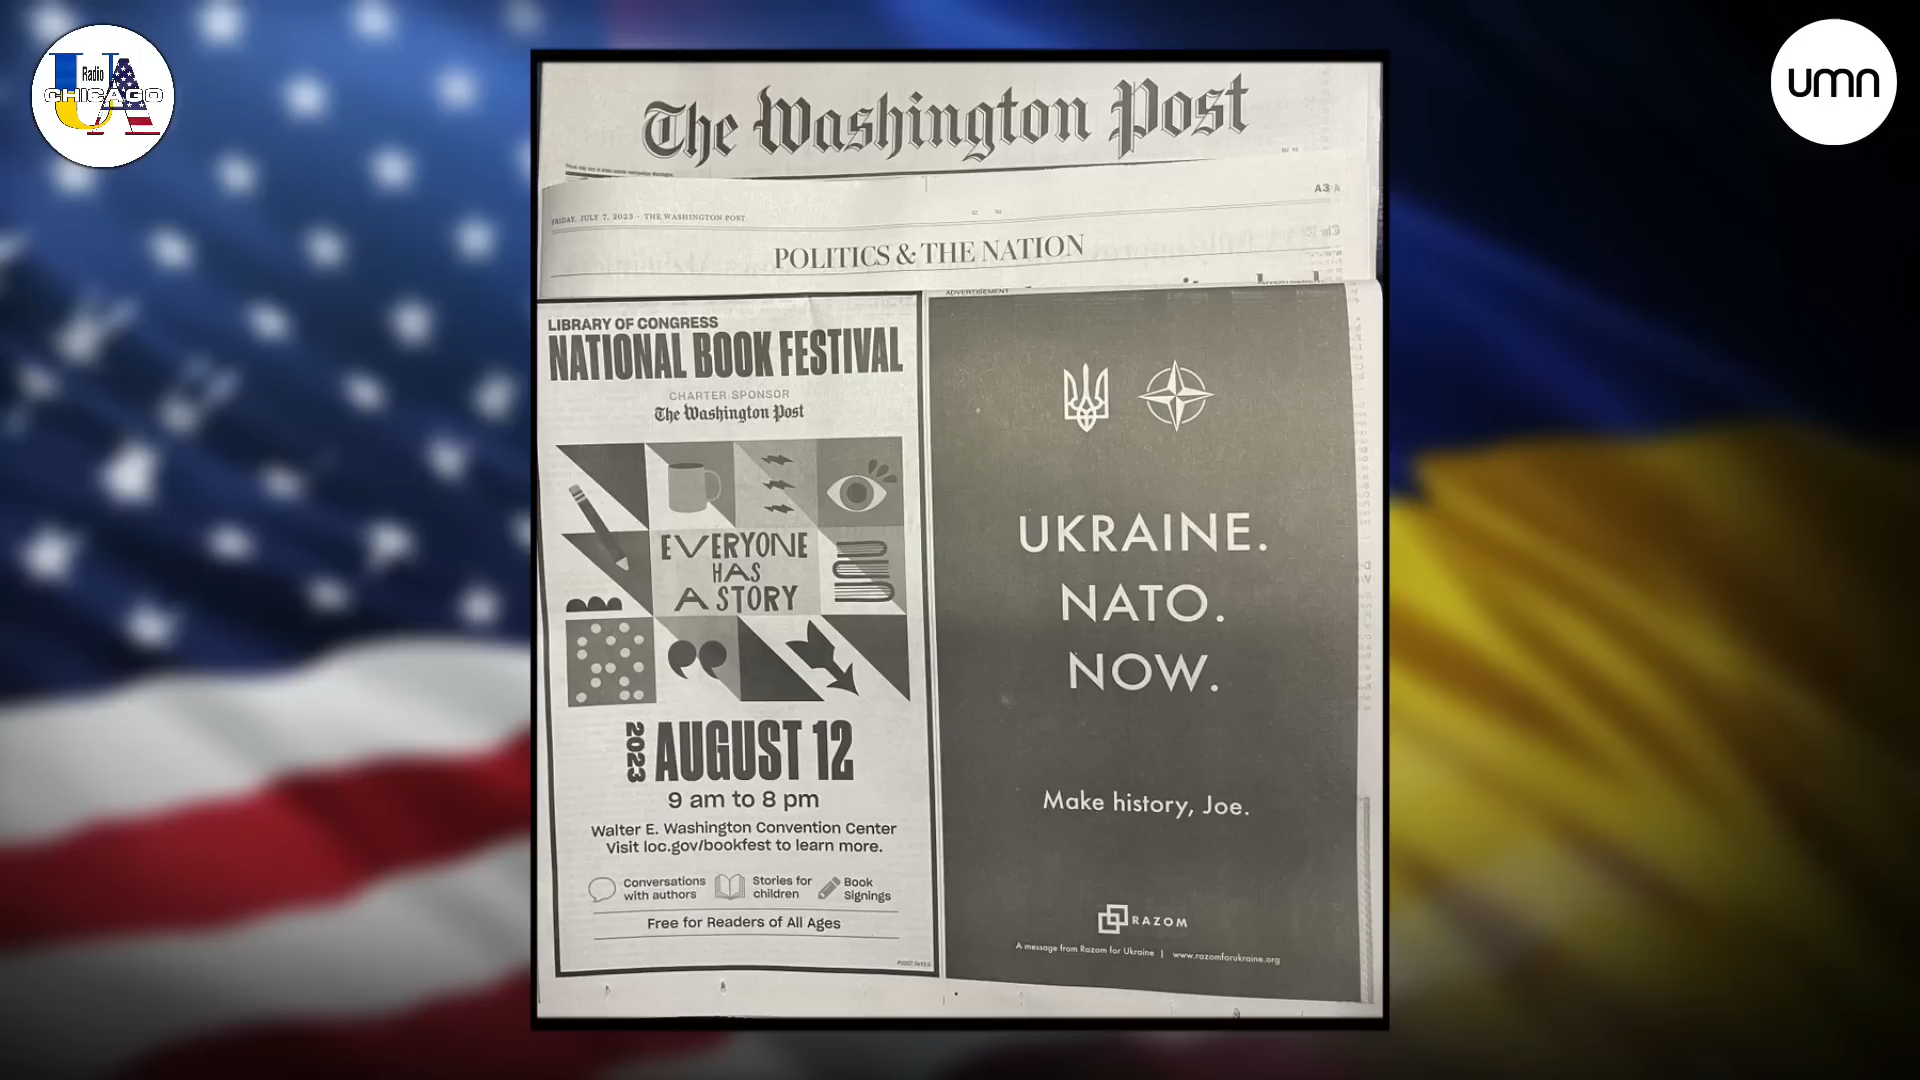 Radio
UA
CHICAGO
umn
The Washington Post
A3
FRIDAY, JULY 7, 2023 · THE WASHINGTON POST
POLITICS & THE NATION
LIBRARY OF CONGRESS
NATIONAL BOOK FESTIVAL
CHARTER SPONSOR
The Washington Post
EVERYONE
HAS
A STORY
2023 AUGUST 12
9 am to 8 pm
Walter E. Washington Convention Center
Visit loc.gov/bookfest to learn more.
Conversations
with authors
Stories for
children
Book
Signings
Free for Readers of All Ages
ADVERTISEMENT
UKRAINE.
NATO.
NOW.
Make history, Joe.
RAZOM
A message from Razom for Ukraine | www.razomforukraine.org